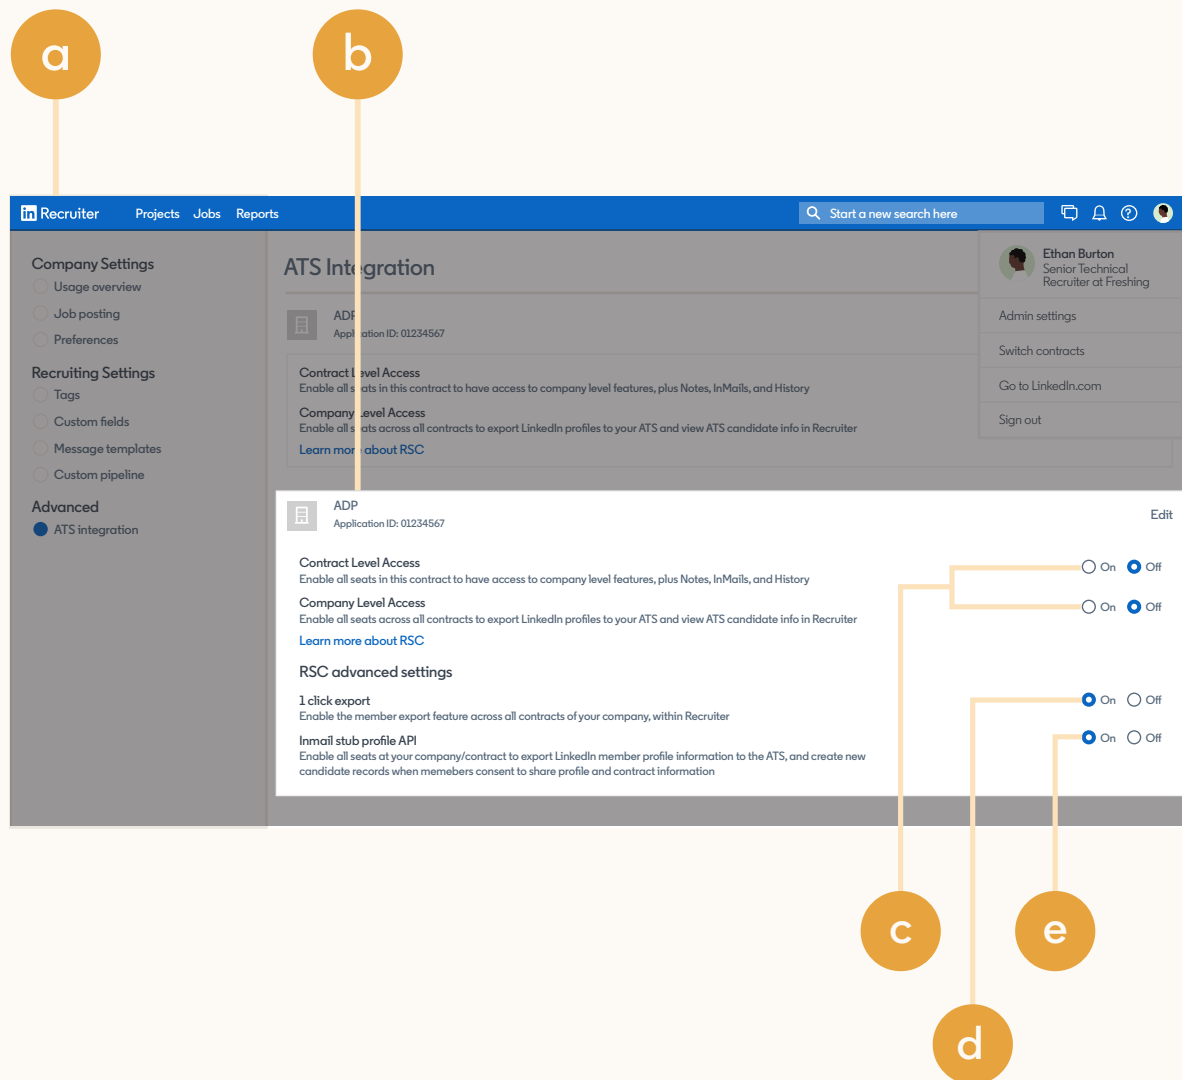 a
b
in Recruiter
Projects
Jobs
Reports
Start a new search here
Company Settings
Usage overview
Job posting
Preferences
Recruiting Settings
Tags
Custom fields
Message templates
Custom pipeline
Advanced
ATS integration
ATS Integration
ADP
Application ID: 01234567
Contract Level Access
Enable all seats in this contract to have access to company level features, plus Notes, InMails, and History
Company Level Access
Enable all seats across all contracts to export LinkedIn profiles to your ATS and view ATS candidate info in Recruiter
Learn more about RSC
Ethan Burton
Senior Technical
Recruiter at Freshing
Admin settings
Switch contracts
Go to LinkedIn.com
Sign out
ADP
Application ID: 01234567
Edit
Contract Level Access
Enable all seats in this contract to have access to company level features, plus Notes, InMails, and History
On Off
Company Level Access
Enable all seats across all contracts to export LinkedIn profiles to your ATS and view ATS candidate info in Recruiter
On Off
Learn more about RSC
RSC advanced settings
1 click export
Enable the member export feature across all contracts of your company, within Recruiter
On Off
Inmail stub profile API
Enable all seats at your company/contract to export LinkedIn member profile information to the ATS, and create new
candidate records when memebers consent to share profile and contract information
On Off
c
e
d